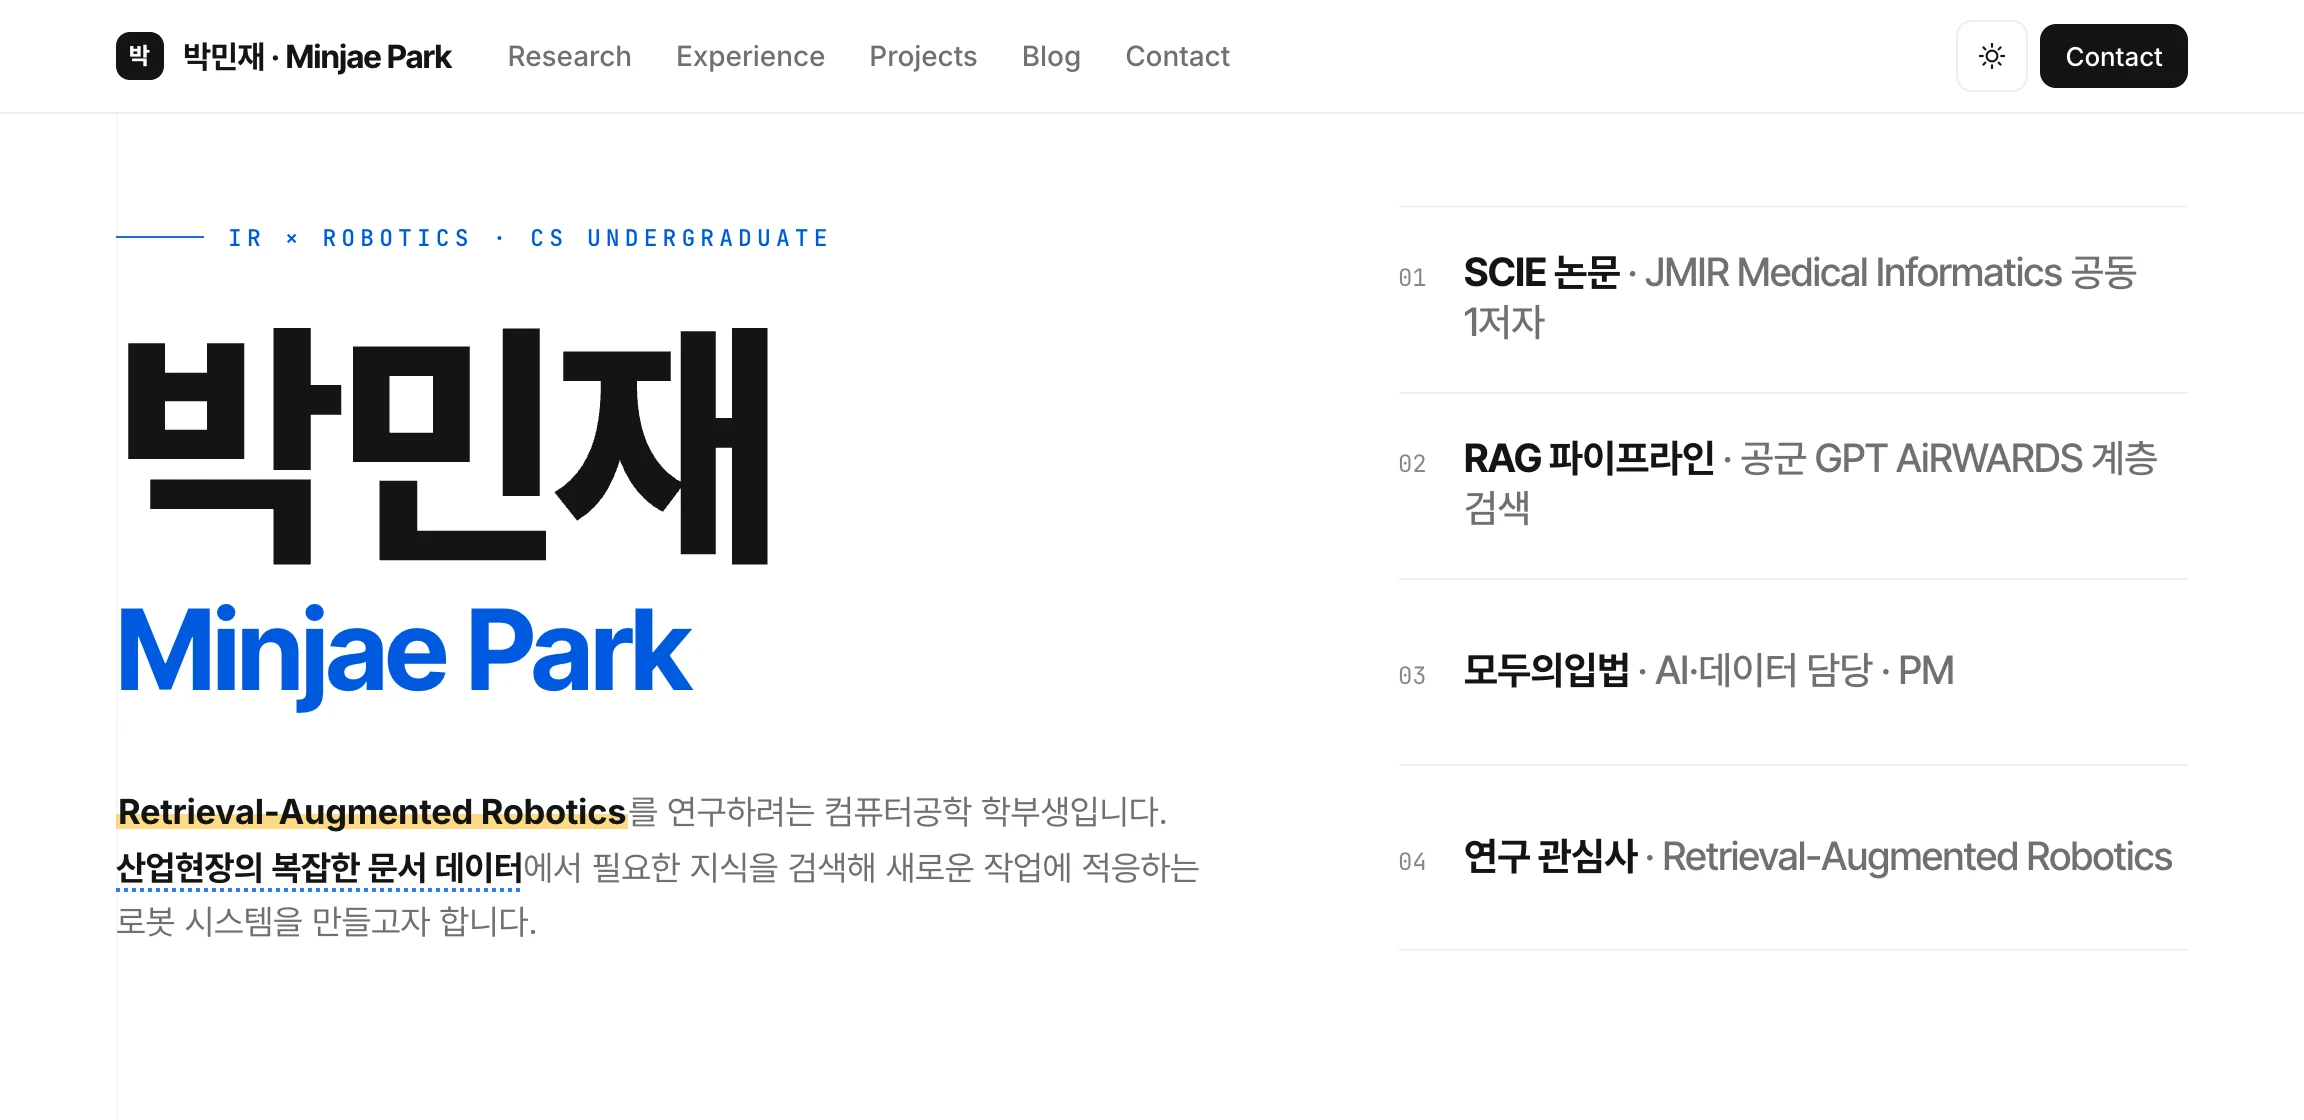 박 박민재 · Minjae Park Research Experience Projects Blog Contact Contact
IR × ROBOTICS · CS UNDERGRADUATE
박민재
Minjae Park
Retrieval-Augmented Robotics를 연구하려는 컴퓨터공학 학부생입니다.
산업현장의 복잡한 문서 데이터에서 필요한 지식을 검색해 새로운 작업에 적응하는
로봇 시스템을 만들고자 합니다.
01 SCIE 논문 · JMIR Medical Informatics 공동
1저자
02 RAG 파이프라인 · 공군 GPT AiRWARDS 계층
검색
03 모두의입법 · AI·데이터 담당 · PM
04 연구 관심사 · Retrieval-Augmented Robotics